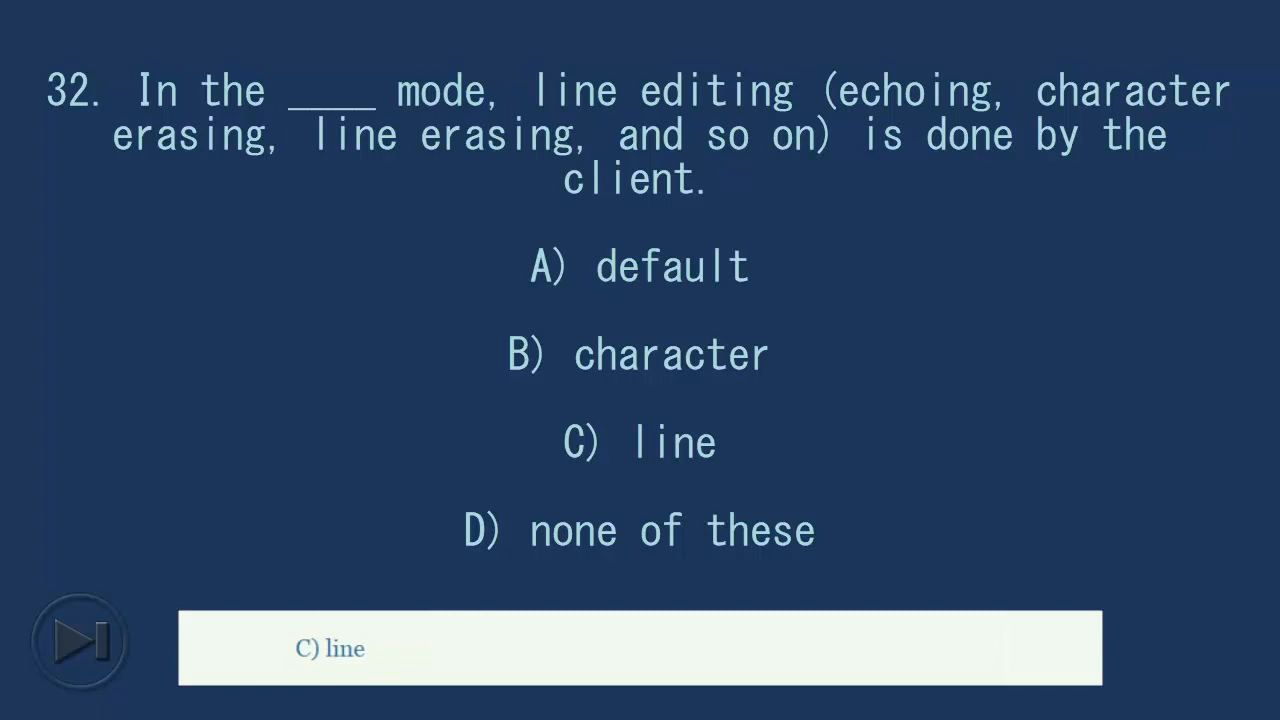 32. In the ____ mode, line editing (echoing, character
erasing, line erasing, and so on) is done by the
client.
A) default
B) character
C) line
D) none of these
C) line